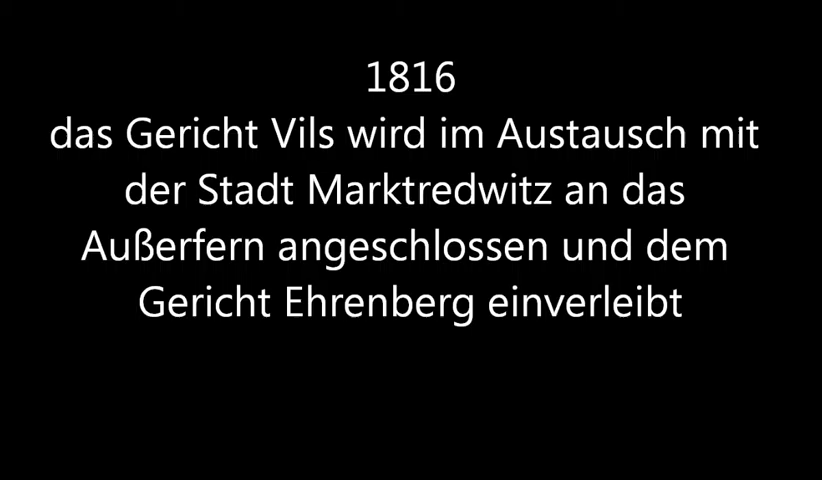 1816
das Gericht Vils wird im Austausch mit
der Stadt Marktredwitz an das
Außerfern angeschlossen und dem
Gericht Ehrenberg einverleibt